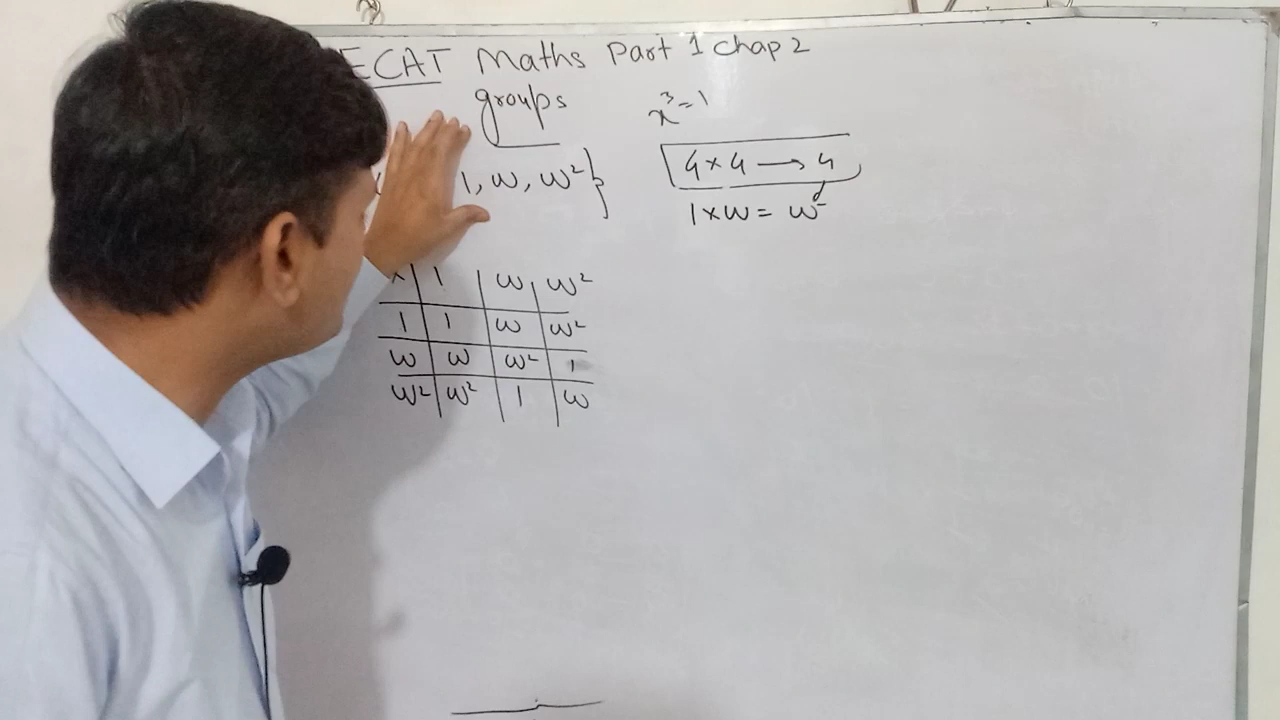 ECAT Maths Part 1 Chap 2
groups
x³=1
1, ω, ω² }
G×G → G
1×ω = ω
× 1 ω ω²
1 1 ω ω²
ω ω ω² 1
ω² ω² 1 ω